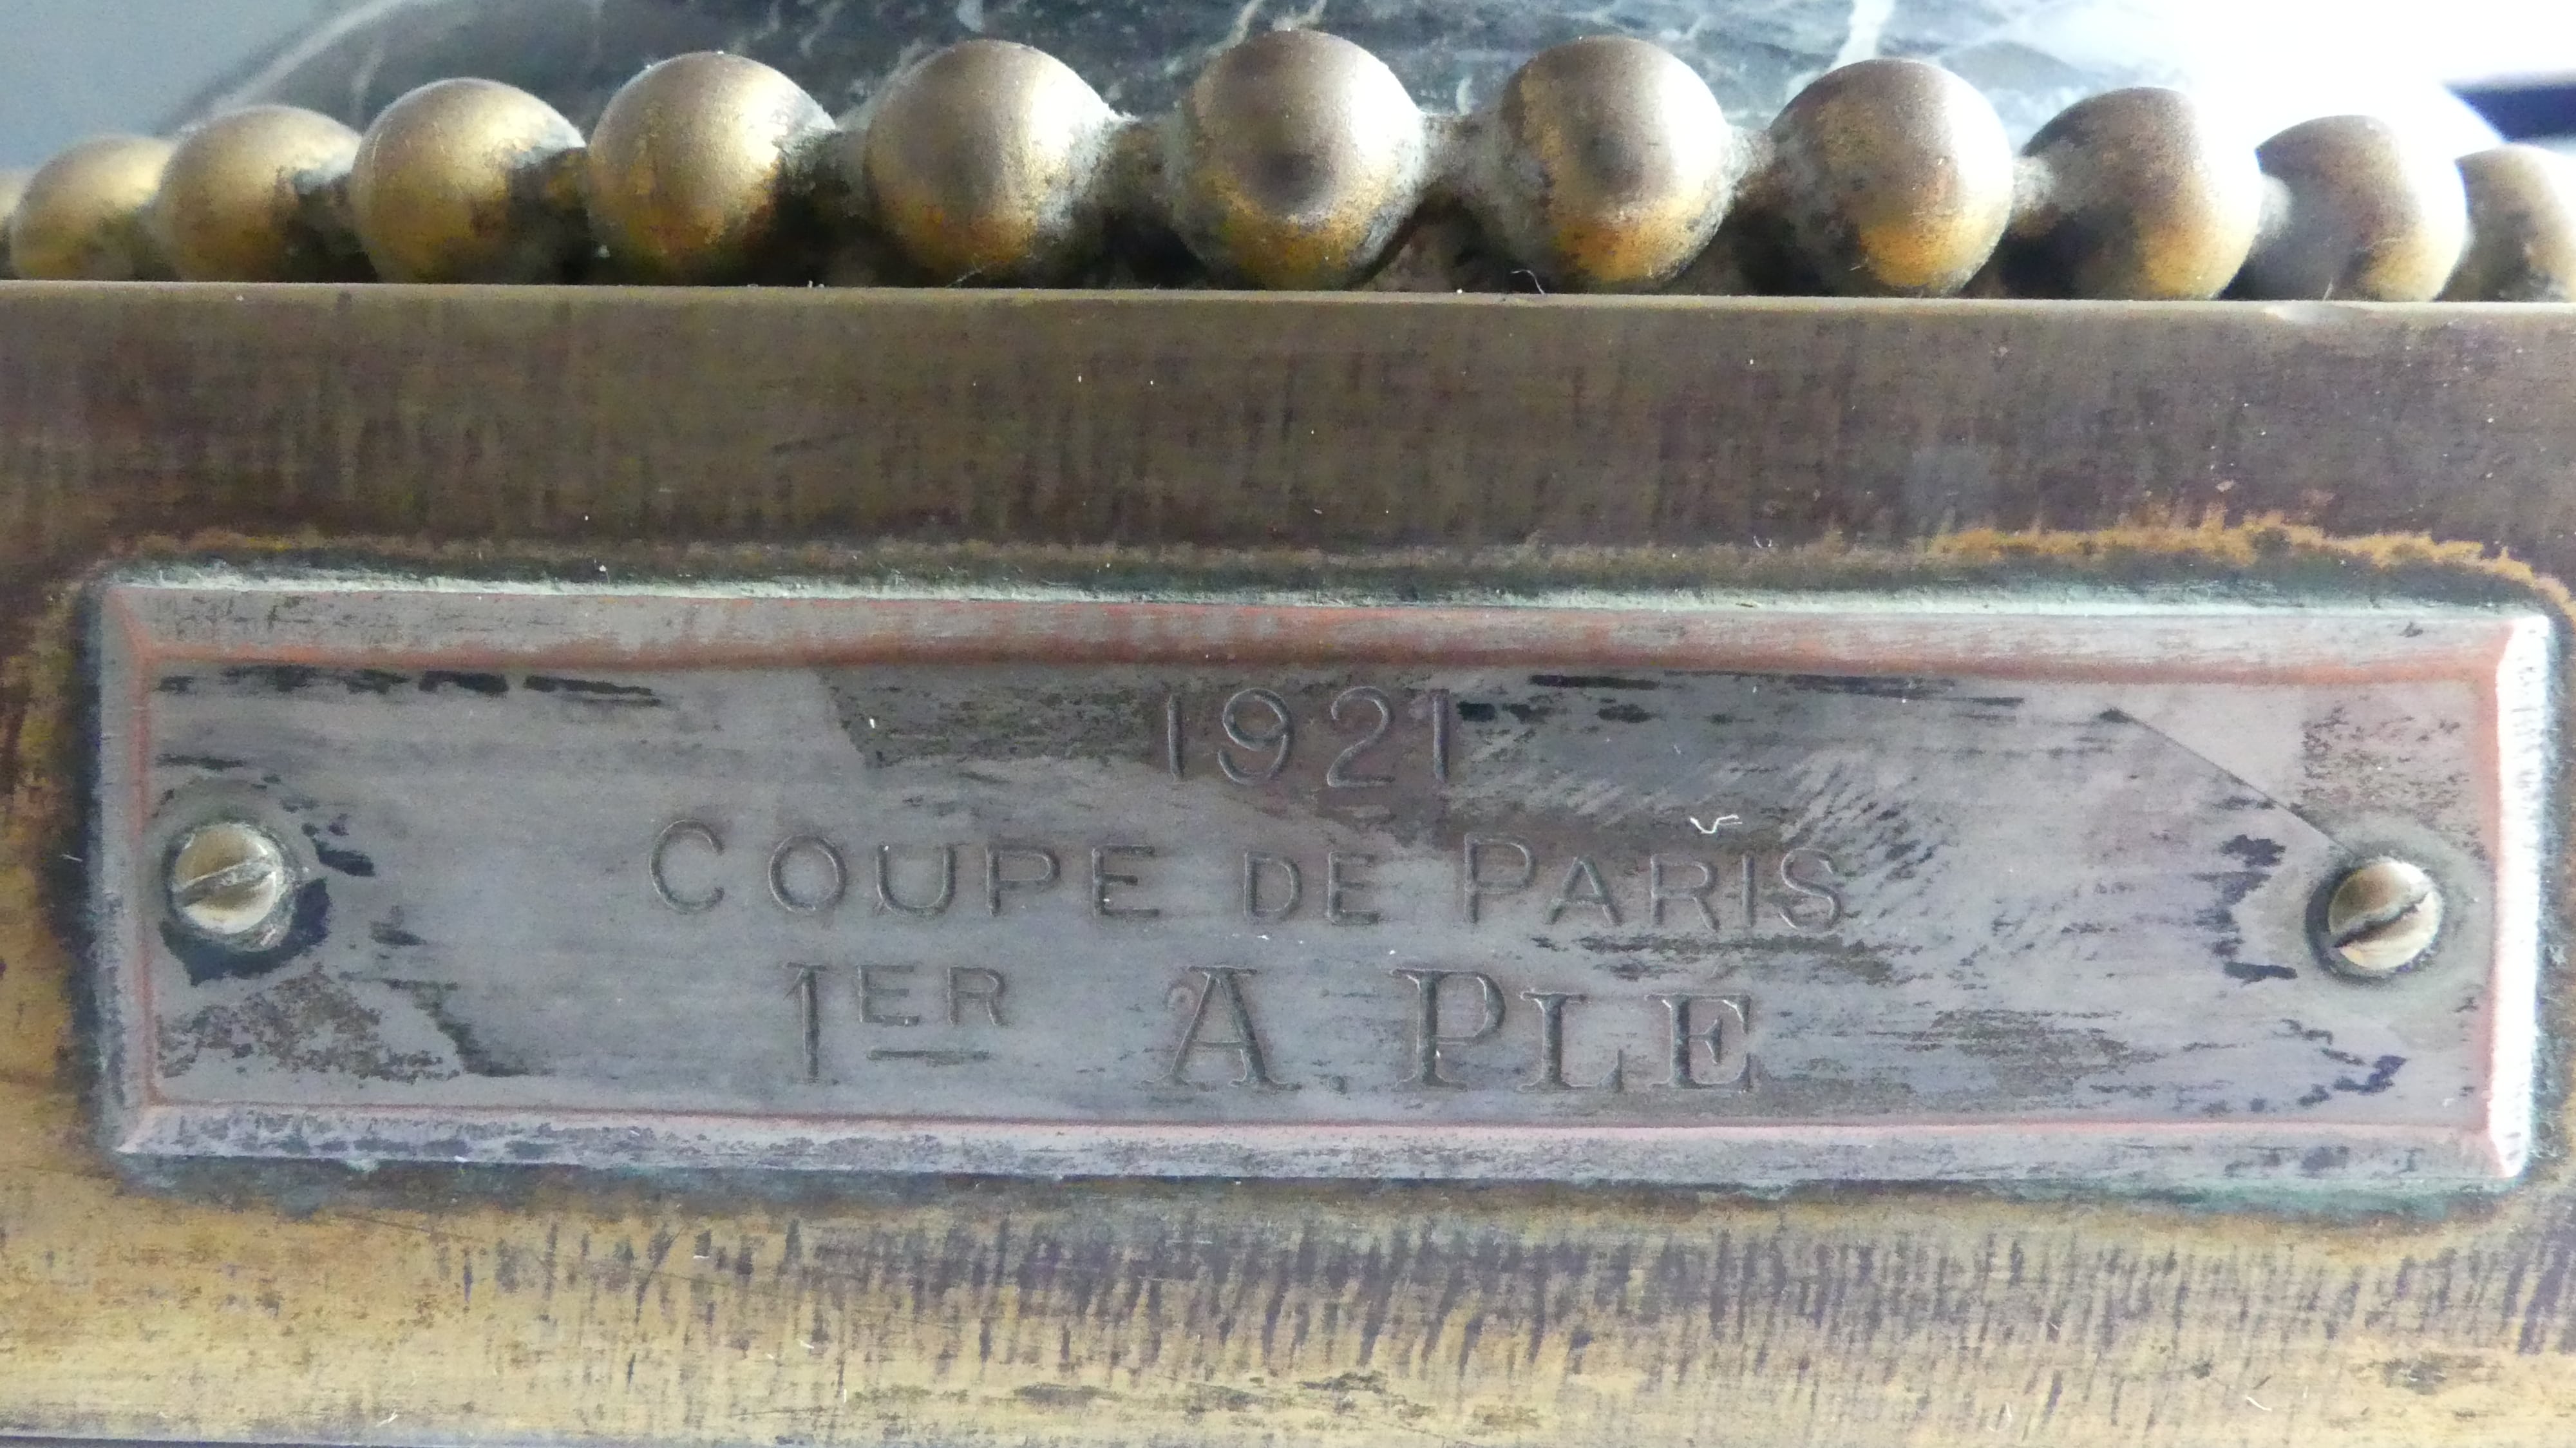 1921
COUPE DE PARIS
1ER A. PLE